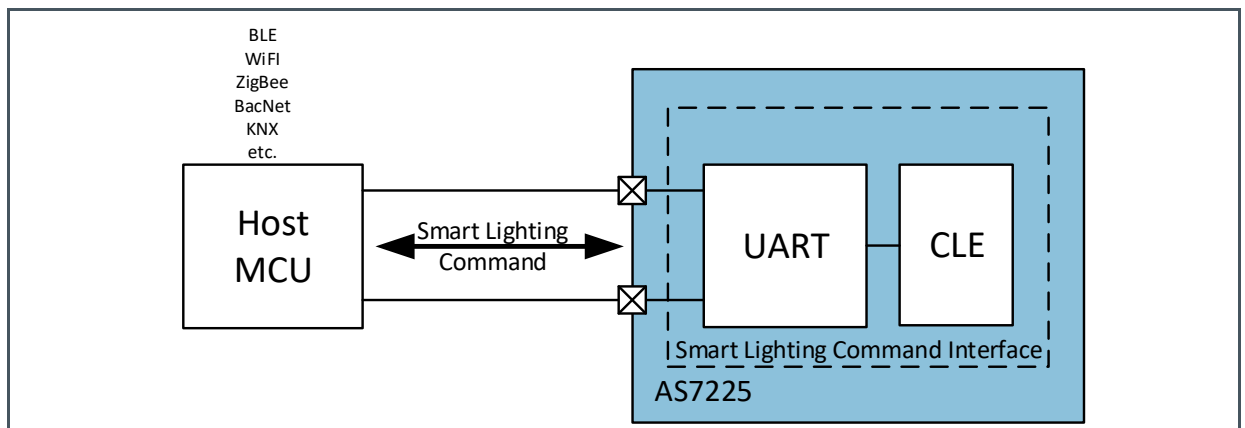 BLE
WiFI
ZigBee
BacNet
KNX
etc.
Host
MCU
Smart Lighting
Command
UART
CLE
Smart Lighting Command Interface
AS7225